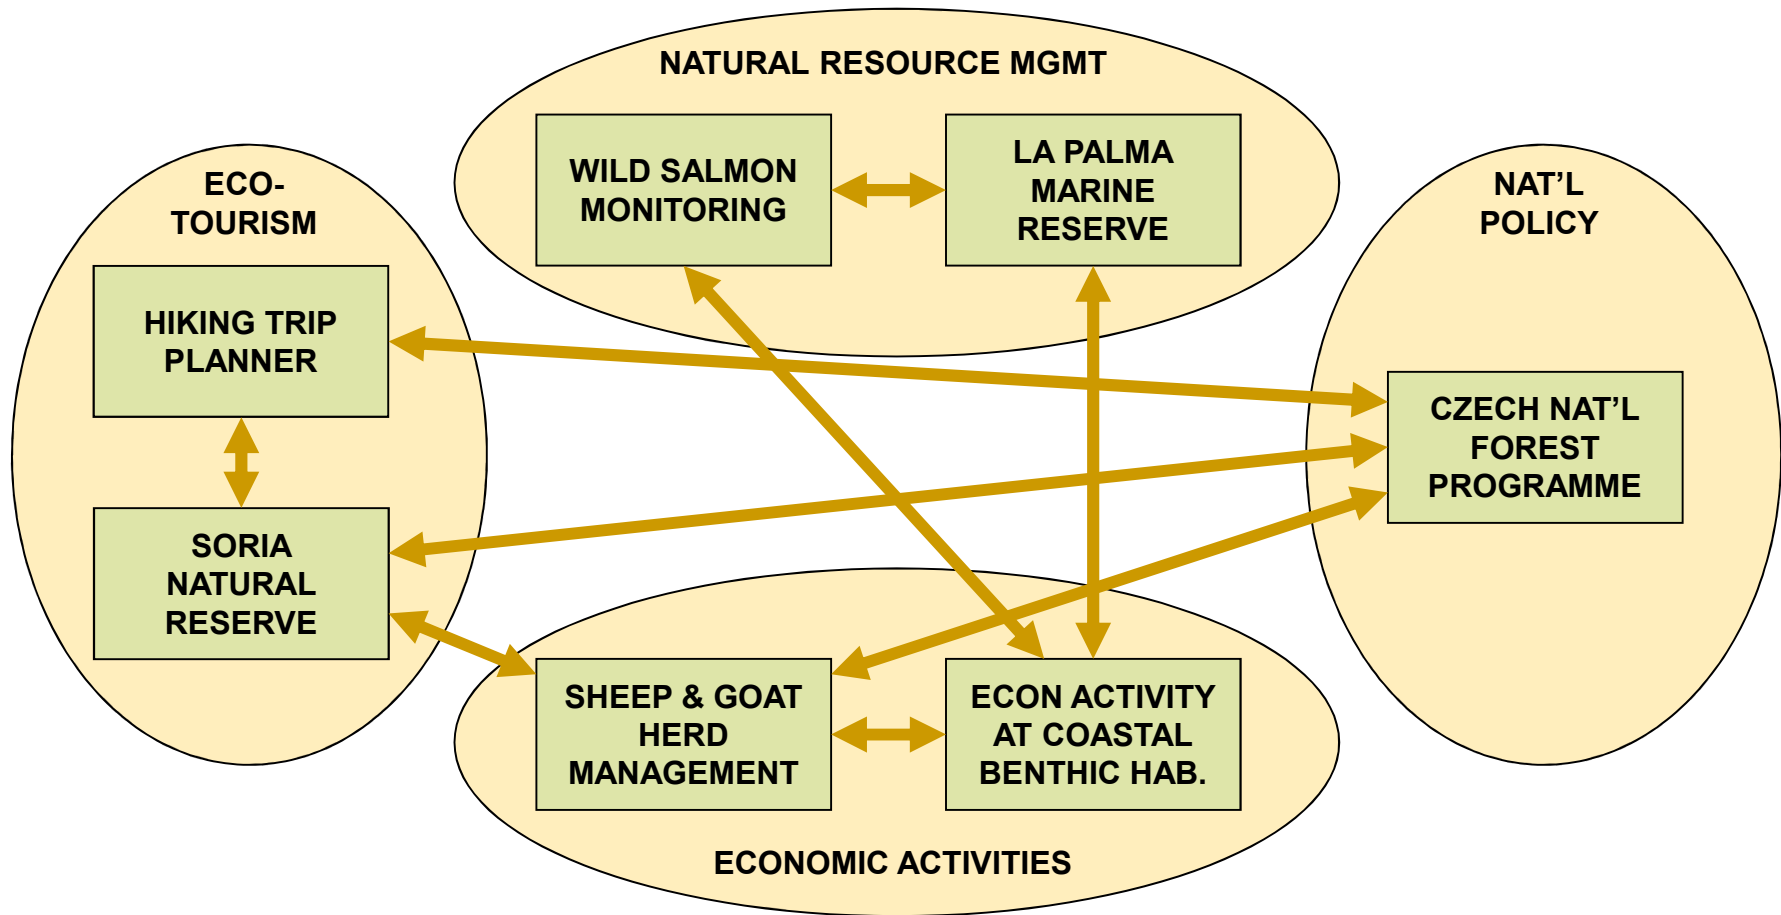 NATURAL RESOURCE MGMT
WILD SALMON
MONITORING
LA PALMA
MARINE
RESERVE
ECO-
TOURISM
HIKING TRIP
PLANNER
SORIA
NATURAL
RESERVE
NAT’L
POLICY
CZECH NAT’L
FOREST
PROGRAMME
SHEEP & GOAT
HERD
MANAGEMENT
ECON ACTIVITY
AT COASTAL
BENTHIC HAB.
ECONOMIC ACTIVITIES